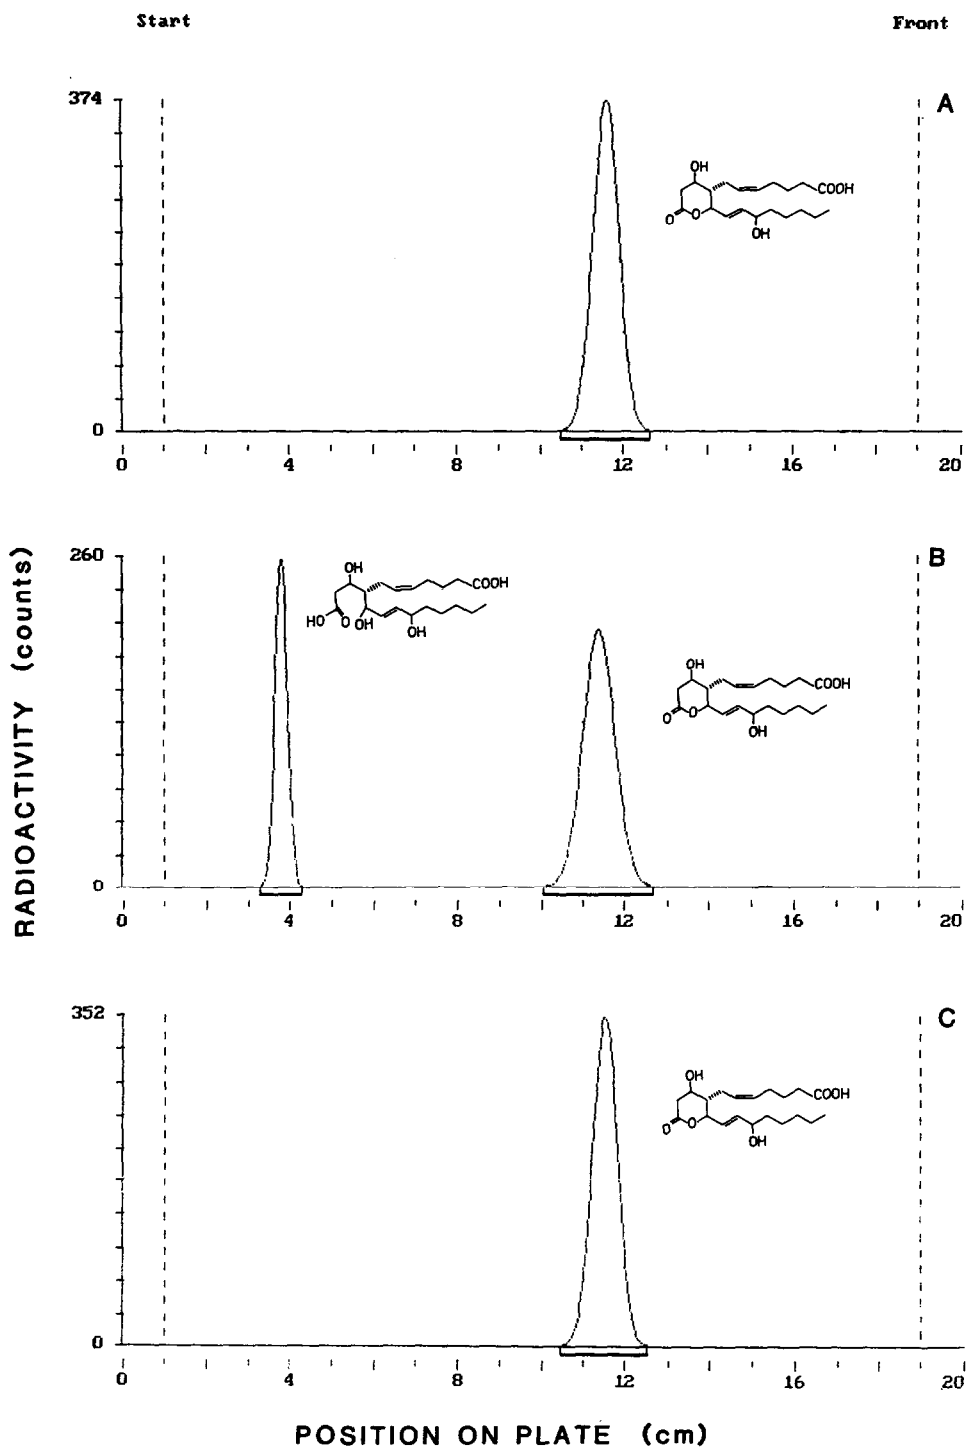 Start Front
374 A
OH
COOH
O O
OH
0
0 4 8 12 16 20
RADIOACTIVITY (counts)
260 B
OH
COOH
HO O OH
OH
OH
COOH
O O
OH
0
0 4 8 12 16 20
352 C
OH
COOH
O O
OH
0
0 4 8 12 16 20
POSITION ON PLATE (cm)